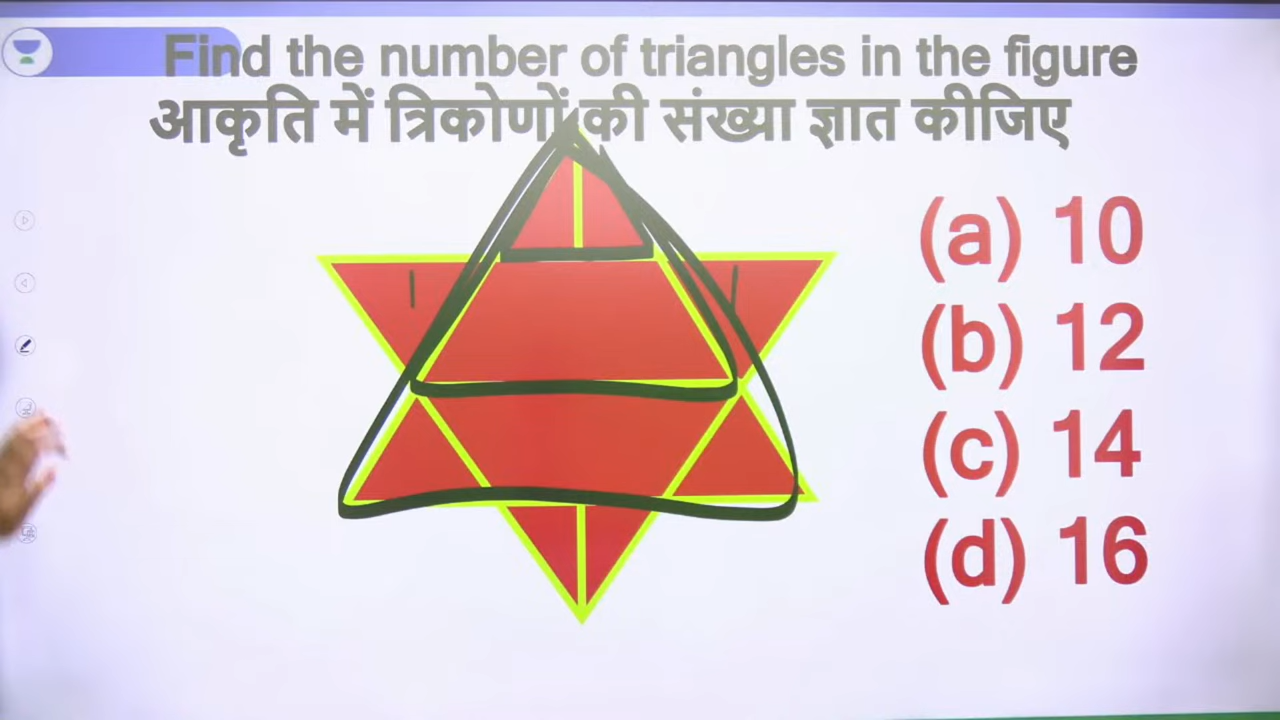 Find the number of triangles in the figure
आकृति में त्रिकोणों की संख्या ज्ञात कीजिए
(a) 10
(b) 12
(c) 14
(d) 16